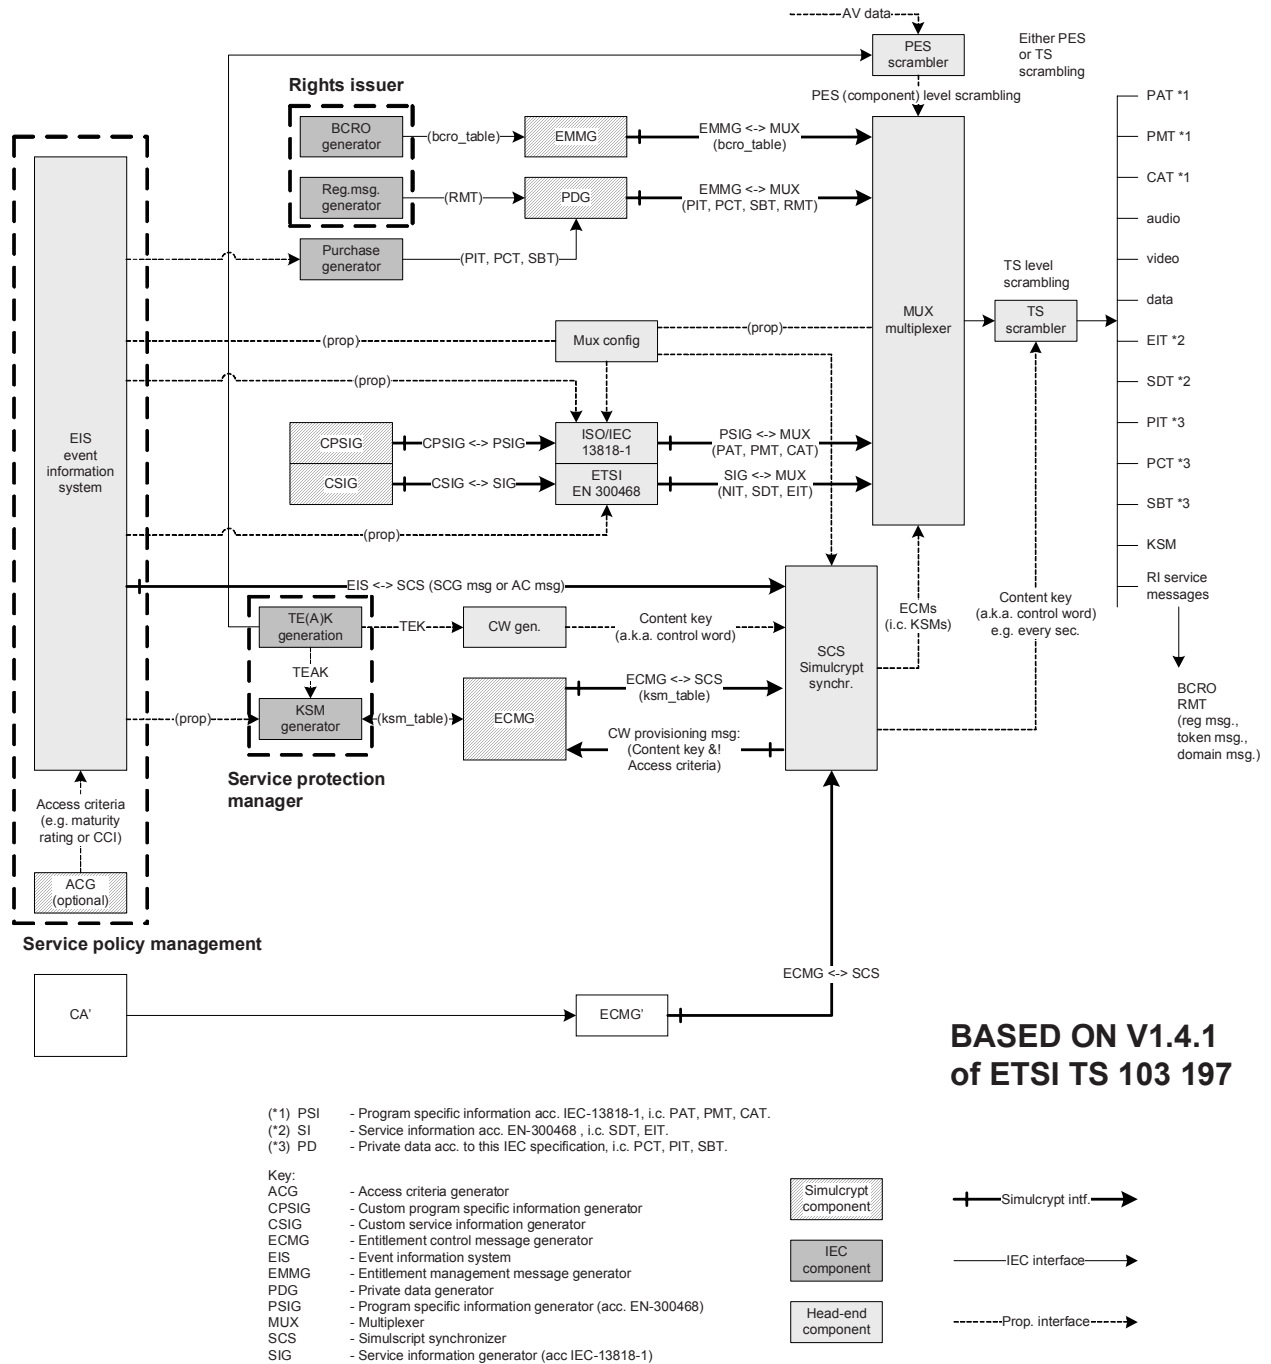 AV data
PES
scrambler
Either PES
or TS
scrambling
PES (component) level scrambling
Rights issuer
BCRO
generator
(bcro_table)
EMMG
EMMG <-> MUX
(bcro_table)
Reg.msg.
generator
(RMT)
PDG
EMMG <-> MUX
(PIT, PCT, SBT, RMT)
Purchase
generator
(PIT, PCT, SBT)
MUX
multiplexer
TS level
scrambling
TS
scrambler
PAT *1
PMT *1
CAT *1
audio
video
data
EIT *2
SDT *2
PIT *3
PCT *3
SBT *3
KSM
RI service
messages
BCRO
RMT
(reg msg.,
token msg.,
domain msg.)
(prop)
Mux config
(prop)
(prop)
EIS
event
information
system
CPSIG
CPSIG <-> PSIG
ISO/IEC
13818-1
PSIG <-> MUX
(PAT, PMT, CAT)
CSIG
CSIG <-> SIG
ETSI
EN 300468
SIG <-> MUX
(NIT, SDT, EIT)
(prop)
EIS <-> SCS (SCG msg or AC msg)
TE(A)K
generation
TEK
CW gen.
Content key
(a.k.a. control word)
ECMs
(i.c. KSMs)
Content key
(a.k.a. control word)
e.g. every sec.
SCS
Simulcrypt
synchr.
TEAK
KSM
generator
(prop)
(ksm_table)
ECMG
ECMG <-> SCS
(ksm_table)
CW provisioning msg:
(Content key &!
Access criteria)
Service protection
manager
Access criteria
(e.g. maturity
rating or CCI)
ACG
(optional)
Service policy management
ECMG <-> SCS
CA'
ECMG'
BASED ON V1.4.1
of ETSI TS 103 197
(*1) PSI - Program specific information acc. IEC-13818-1, i.c. PAT, PMT, CAT.
(*2) SI - Service information acc. EN-300468 , i.c. SDT, EIT.
(*3) PD - Private data acc. to this IEC specification, i.c. PCT, PIT, SBT.
Key:
ACG - Access criteria generator
CPSIG - Custom program specific information generator
CSIG - Custom service information generator
ECMG - Entitlement control message generator
EIS - Event information system
EMMG - Entitlement management message generator
PDG - Private data generator
PSIG - Program specific information generator (acc. EN-300468)
MUX - Multiplexer
SCS - Simulscript synchronizer
SIG - Service information generator (acc IEC-13818-1)
Simulcrypt
component
Simulcrypt intf.
IEC
component
IEC interface
Head-end
component
Prop. interface